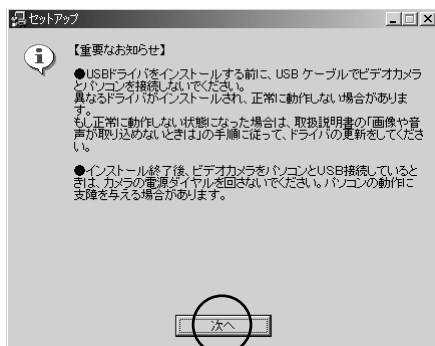 セットアップ
【重要なお知らせ】
●USBドライバをインストールする前に、USB ケーブルでビデオカメラ
とパソコンを接続しないでください。
異なるドライバがインストールされ、正常に動作しない場合がありま
す。
もし正常に動作しない状態になった場合は、取扱説明書の「画像や音
声が取り込めないときは」の手順に従って、ドライバの更新をしてくださ
い。
●インストール終了後、ビデオカメラをパソコンとUSB接続していると
きは、カメラの電源ダイヤルを回さないでください。パソコンの動作に
支障を与える場合があります。
次へ